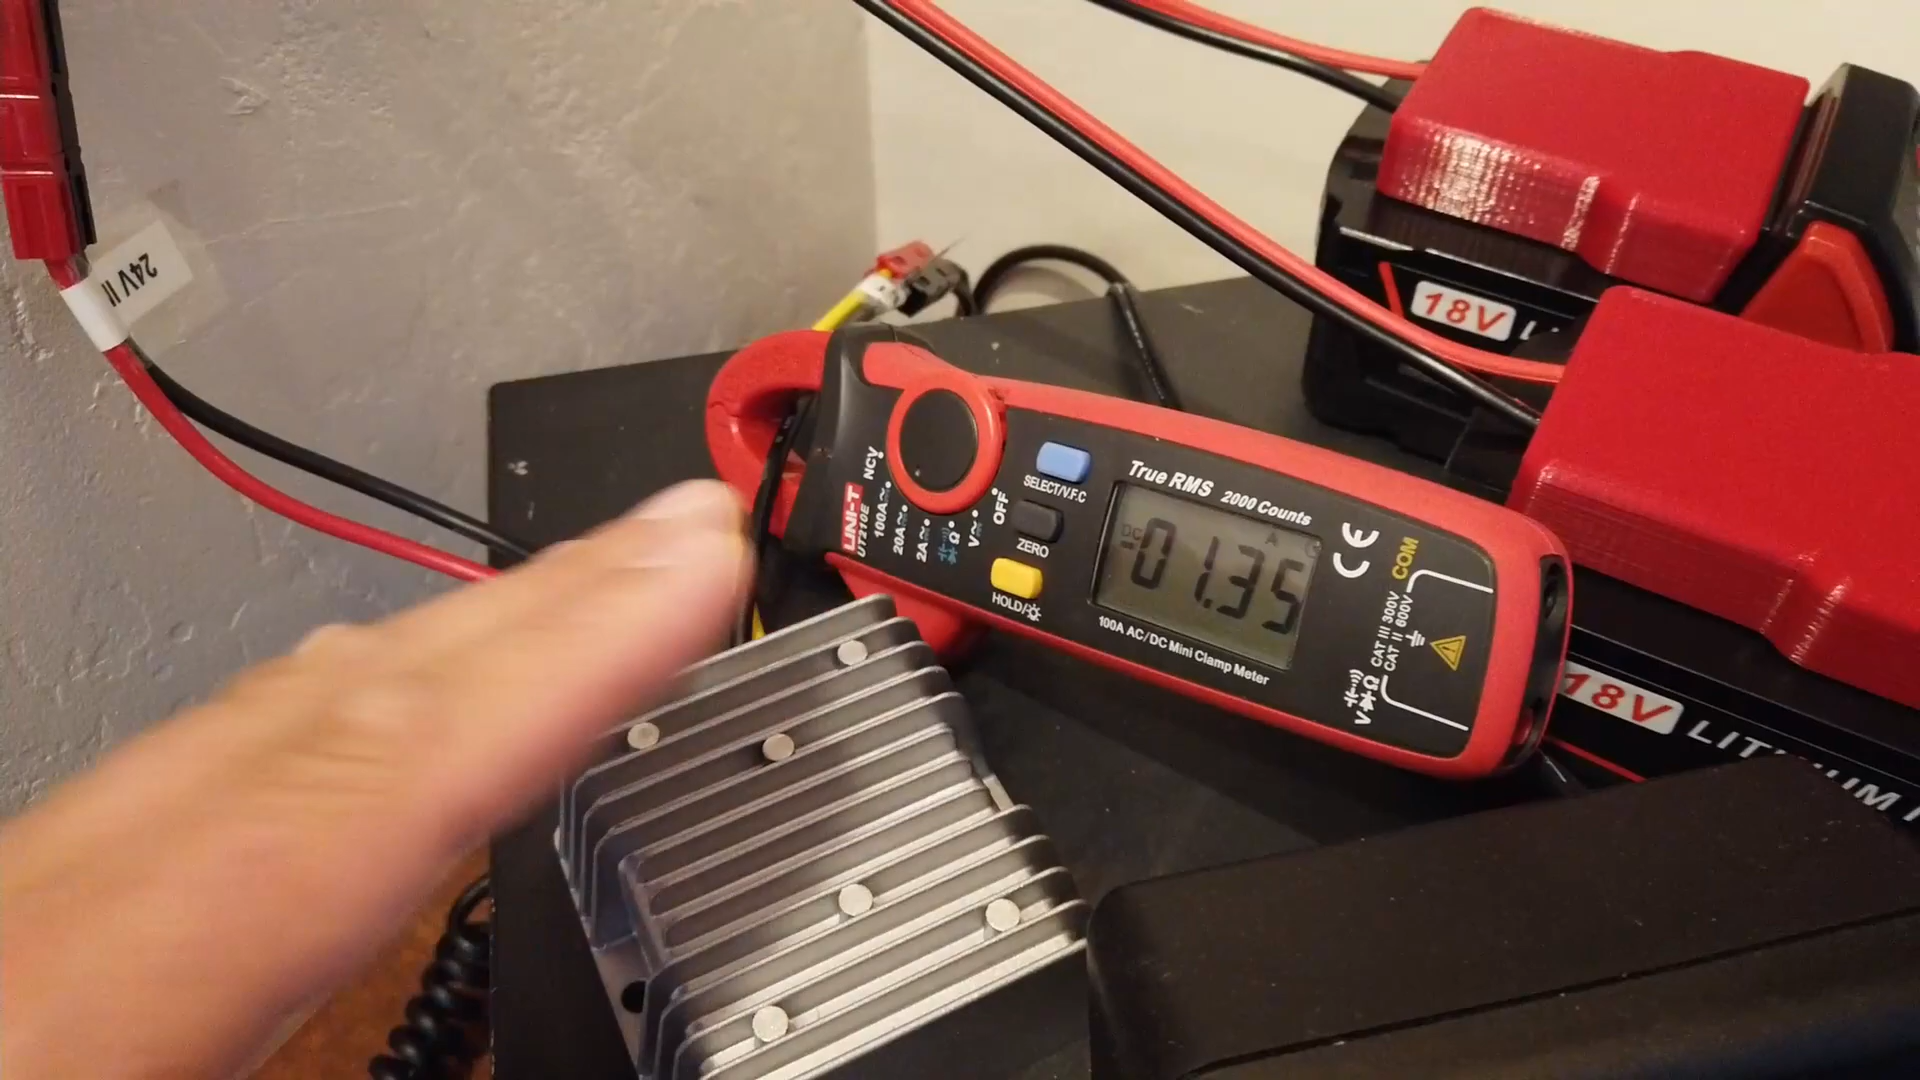 24V II
18V
UNI-T
UT210E
NCV
100A
20A
2A
Ω
V
OFF
SELECT/V.F.C
ZERO
HOLD/
True RMS 2000 Counts
DC A
-01.35
100A AC/DC Mini Clamp Meter
CE
COM
CAT III 300V
CAT II 600V
VΩ
18V